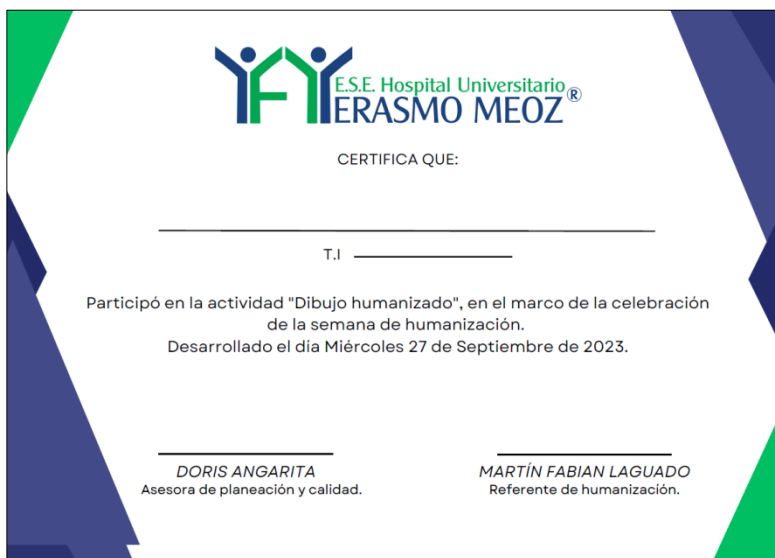 E.S.E. Hospital Universitario
ERASMO MEOZ®
CERTIFICA QUE:
T.I
Participó en la actividad "Dibujo humanizado", en el marco de la celebración
de la semana de humanización.
Desarrollado el día Miércoles 27 de Septiembre de 2023.
DORIS ANGARITA
Asesora de planeación y calidad.
MARTÍN FABIAN LAGUADO
Referente de humanización.